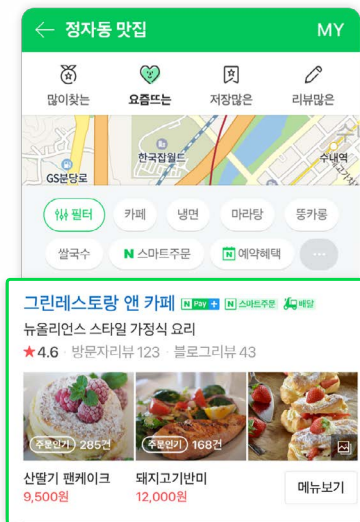 ← 정자동 맛집 MY
많이찾는 요즘뜨는 저장많은 리뷰많은
한국잡월드
수내역
GS분당로
필터 카페 냉면 마라탕 뚱카롱
쌀국수 N 스마트주문 N 예약혜택 ...
그린레스토랑 앤 카페 N Pay + N 스마트주문 배달
뉴올리언스 스타일 가정식 요리
★4.6 · 방문자리뷰 123 · 블로그리뷰 43
주문인기 285건 주문인기 168건
산딸기 팬케이크 돼지고기반미 메뉴보기
9,500원 12,000원